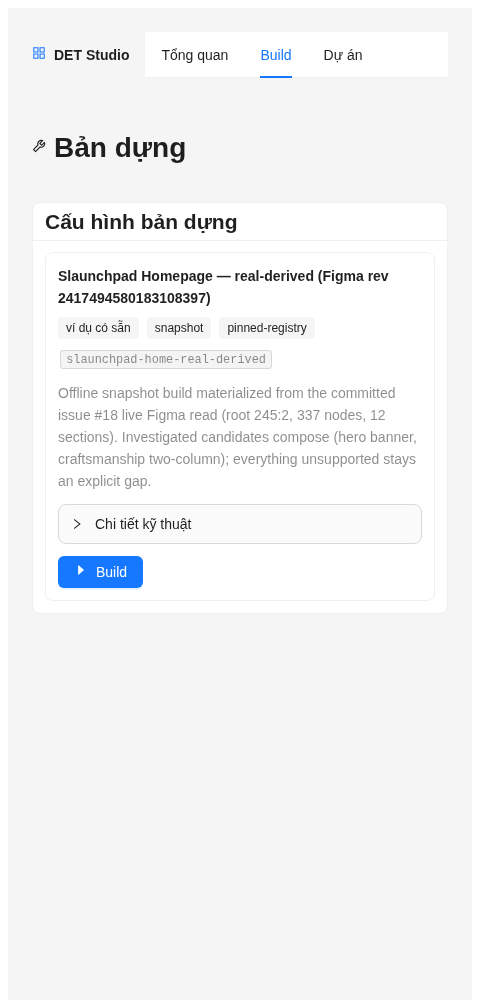 DET Studio
Tổng quan
Build
Dự án
Bản dựng
Cấu hình bản dựng
Slaunchpad Homepage — real-derived (Figma rev
2417494580183108397)
ví dụ có sẵn
snapshot
pinned-registry
slaunchpad-home-real-derived
Offline snapshot build materialized from the committed
issue #18 live Figma read (root 245:2, 337 nodes, 12
sections). Investigated candidates compose (hero banner,
craftsmanship two-column); everything unsupported stays
an explicit gap.
Chi tiết kỹ thuật
Build